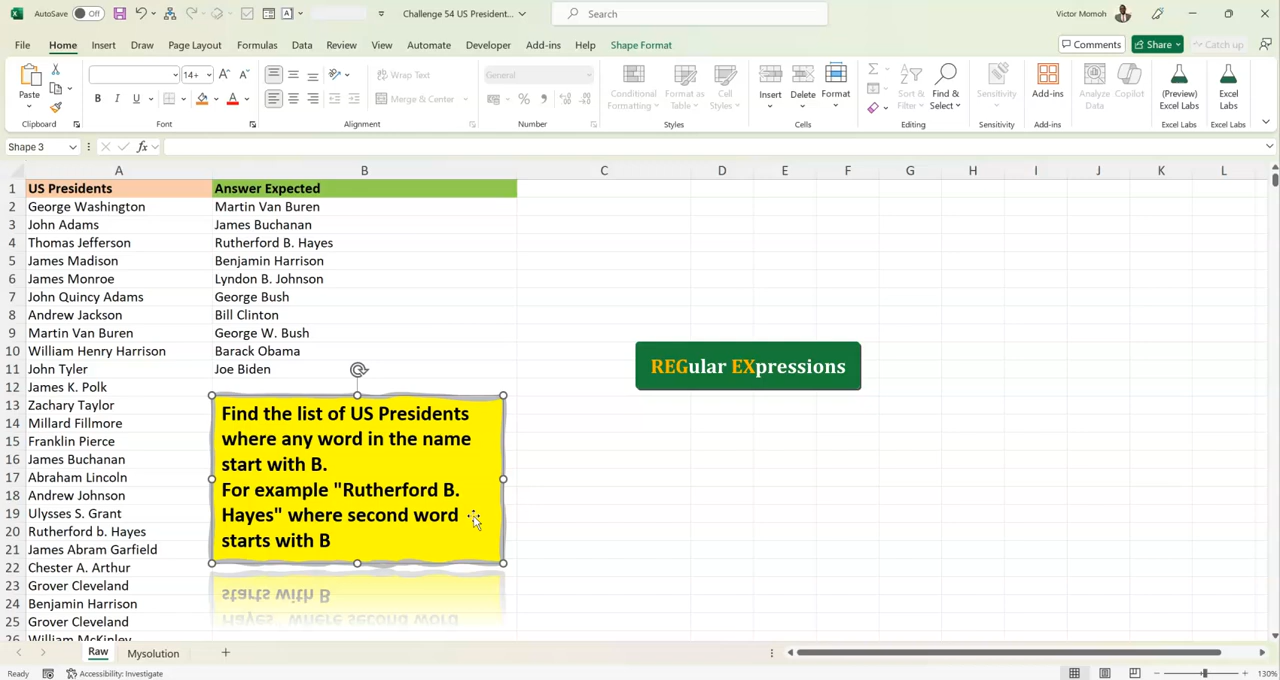 AutoSave Off Challenge 54 US President... Search Victor Momoh
File Home Insert Draw Page Layout Formulas Data Review View Automate Developer Add-ins Help Shape Format Comments Share Catch up
Paste 14 Wrap Text General Conditional Formatting Format as Table Cell Styles Insert Delete Format Sort & Filter Find & Select Sensitivity Add-ins Analyze Data Copilot (Preview) Excel Labs Excel Labs
B I U A Merge & Center
Clipboard Font Alignment Number Styles Cells Editing Sensitivity Add-ins Excel Labs Excel Labs
Shape 3 fx
A B C D E F G H I J K L
1 US Presidents Answer Expected
2 George Washington Martin Van Buren
3 John Adams James Buchanan
4 Thomas Jefferson Rutherford B. Hayes
5 James Madison Benjamin Harrison
6 James Monroe Lyndon B. Johnson
7 John Quincy Adams George Bush
8 Andrew Jackson Bill Clinton
9 Martin Van Buren George W. Bush
10 William Henry Harrison Barack Obama
11 John Tyler Joe Biden
12 James K. Polk
13 Zachary Taylor
14 Millard Fillmore
15 Franklin Pierce
16 James Buchanan
17 Abraham Lincoln
18 Andrew Johnson
19 Ulysses S. Grant
20 Rutherford b. Hayes
21 James Abram Garfield
22 Chester A. Arthur
23 Grover Cleveland
24 Benjamin Harrison
25 Grover Cleveland
26 William McKinley
Find the list of US Presidents
where any word in the name
start with B.
For example "Rutherford B.
Hayes" where second word
starts with B
REGular EXpressions
Raw Mysolution
Ready Accessibility: Investigate 130%